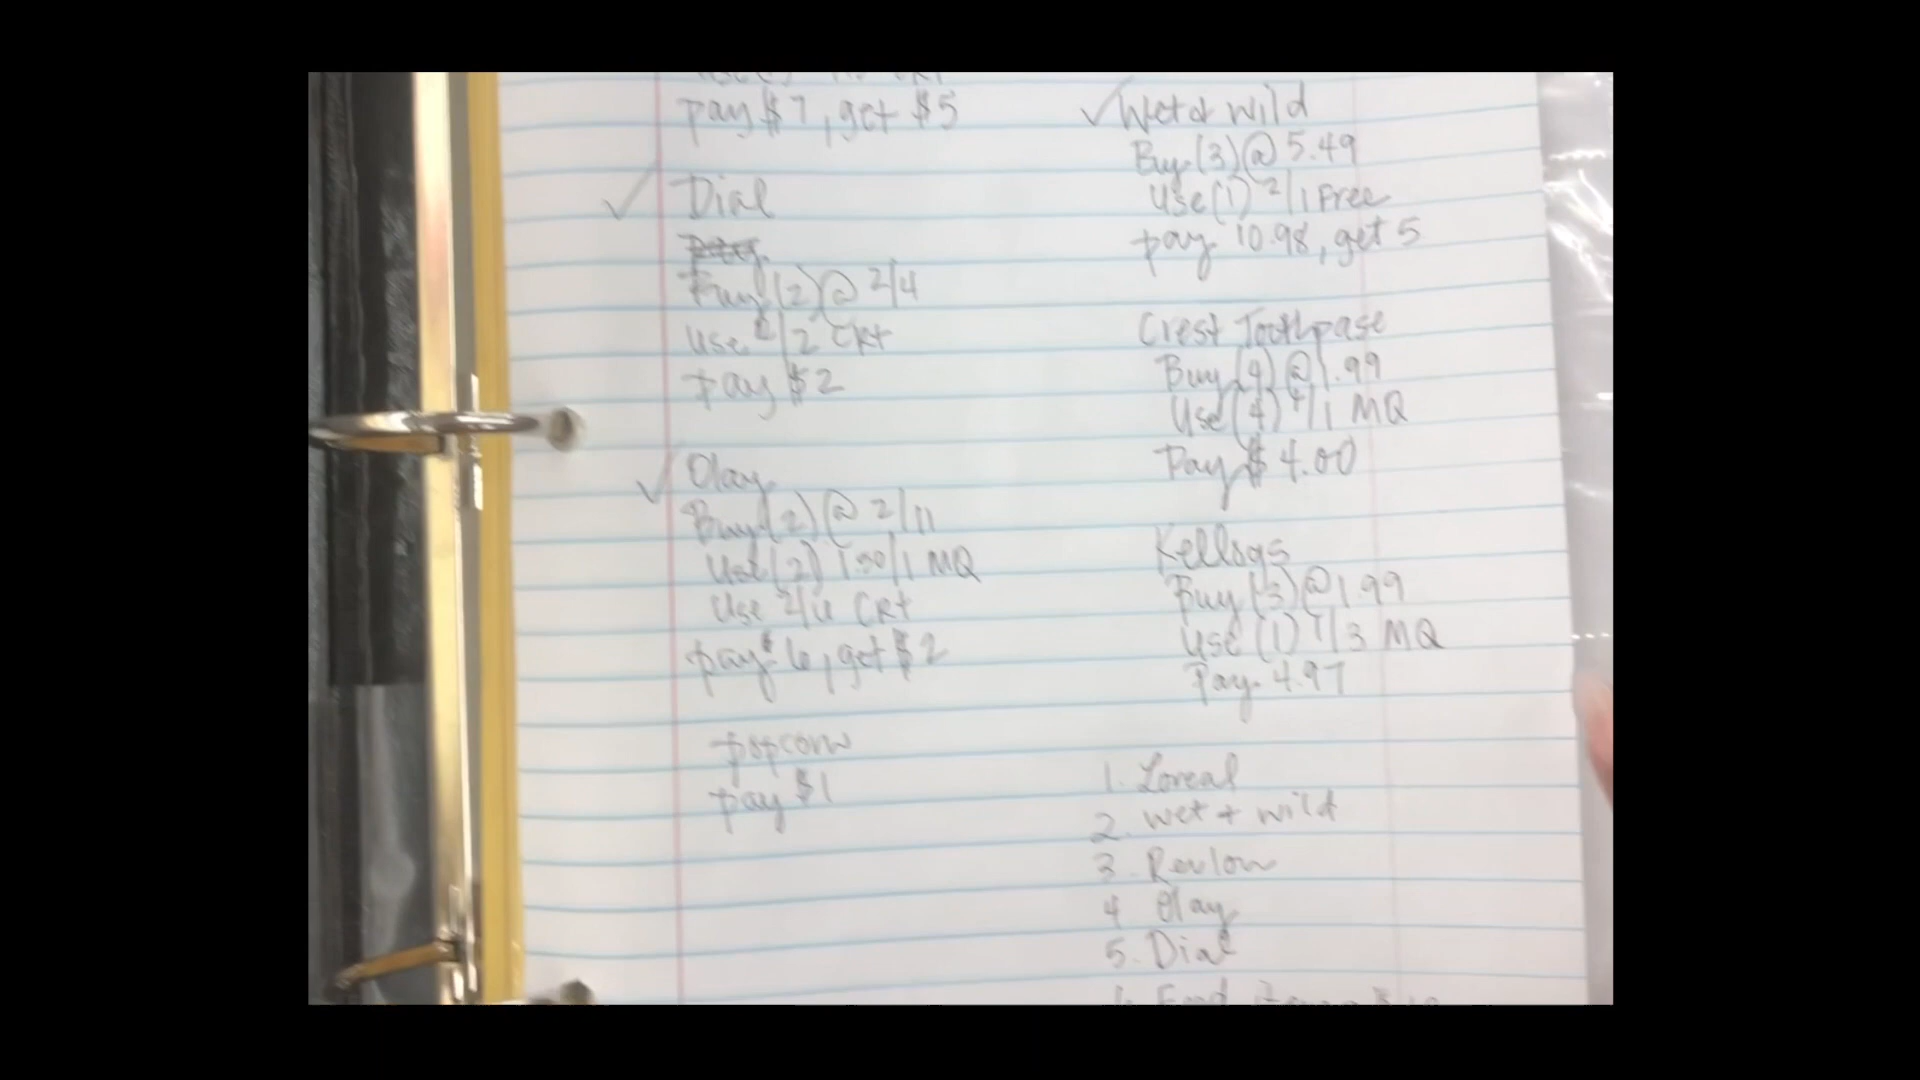 pay $7, get $5
✓ Dial
Buy (2) @ 2/4
use 2/2 CRT
pay $2
✓ Olay
Buy (2) @ 2/11
Use (2) 1.50/1 MQ
Use 2/4 CRT
pay $6, get $2
popcorn
pay $1
✓ Wet & Wild
Buy (3) @ 5.49
Use (1) 2/1 Free
pay 10.98, get 5
Crest Toothpase
Buy (4) @ 1.99
Use (4) 1/1 MQ
Pay $4.00
Kelloggs
Buy (3) @ 1.99
Use (1) 1/3 MQ
Pay 4.97
1. Loreal
2. wet + wild
3. Revlon
4 Olay
5. Dial